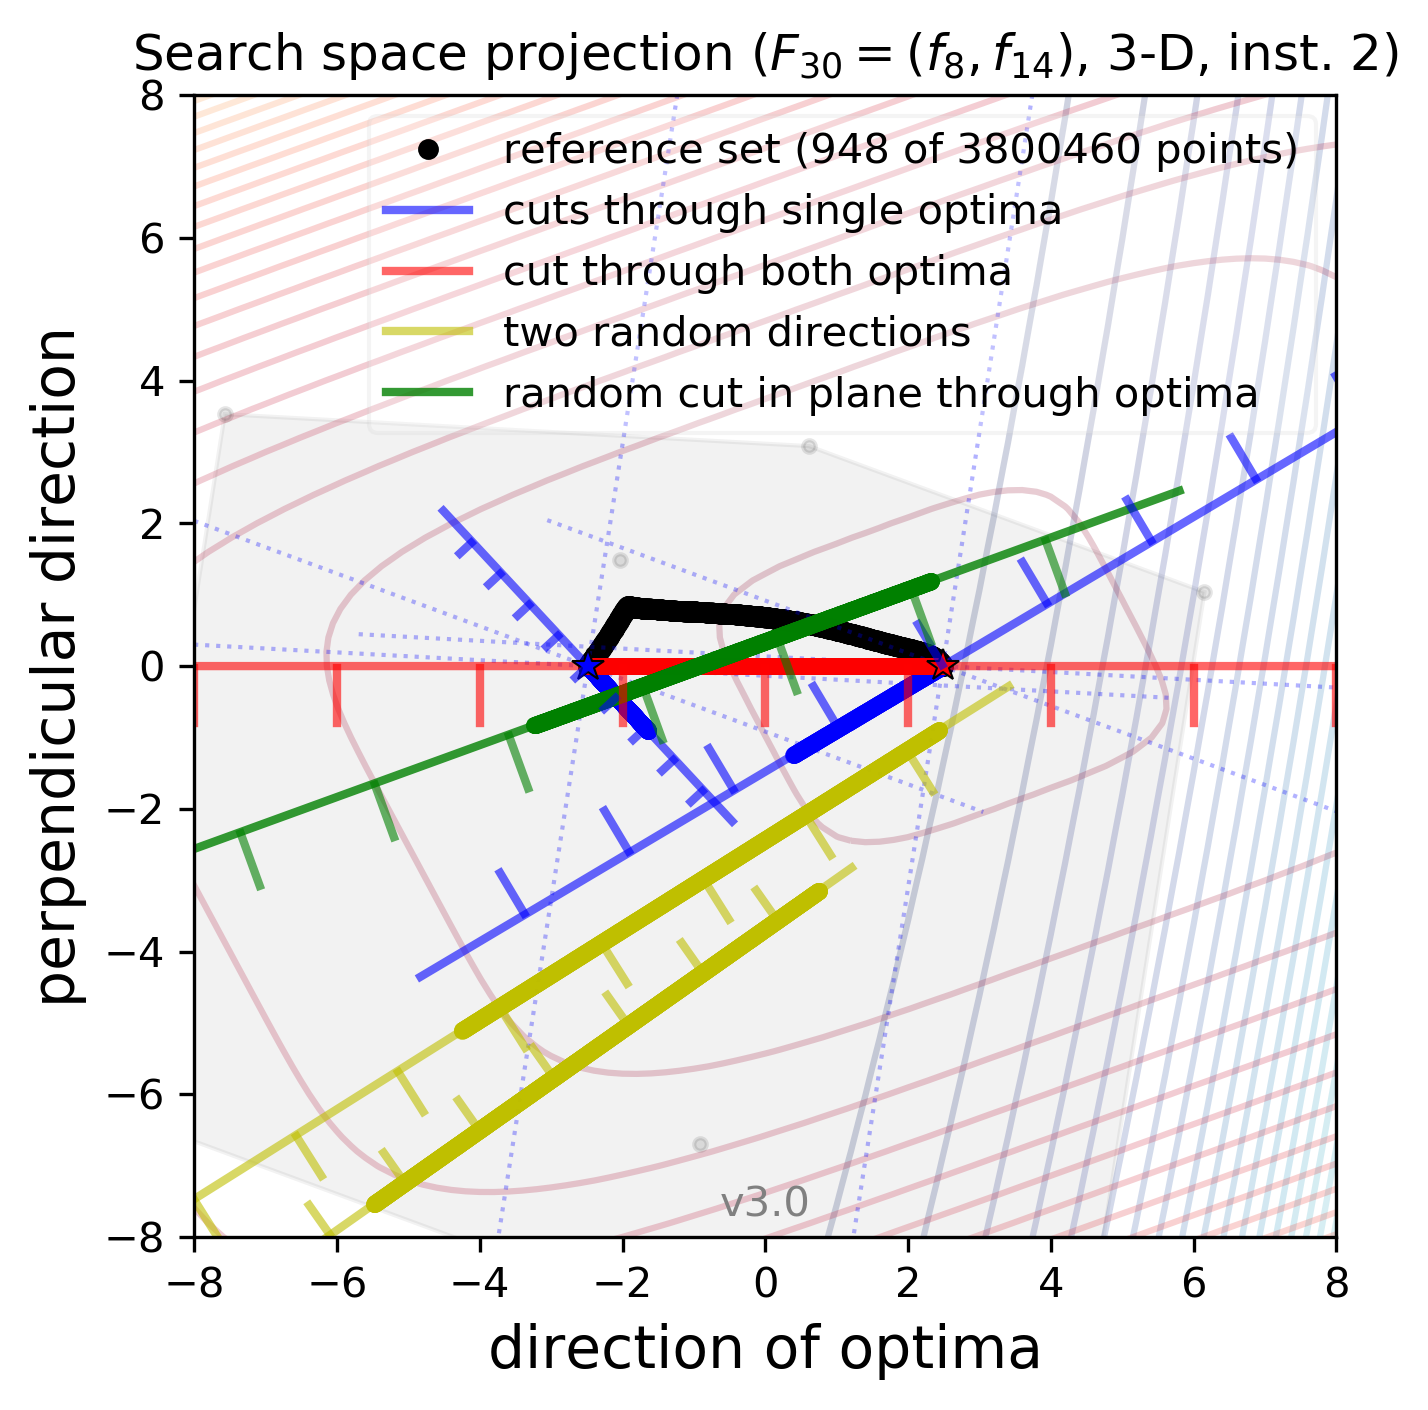 Search space projection (F₃₀ = (f₈, f₁₄), 3-D, inst. 2)
reference set (948 of 3800460 points)
cuts through single optima
cut through both optima
two random directions
random cut in plane through optima
8
6
4
2
0
−2
−4
−6
−8
perpendicular direction
v3.0
−8 −6 −4 −2 0 2 4 6 8
direction of optima